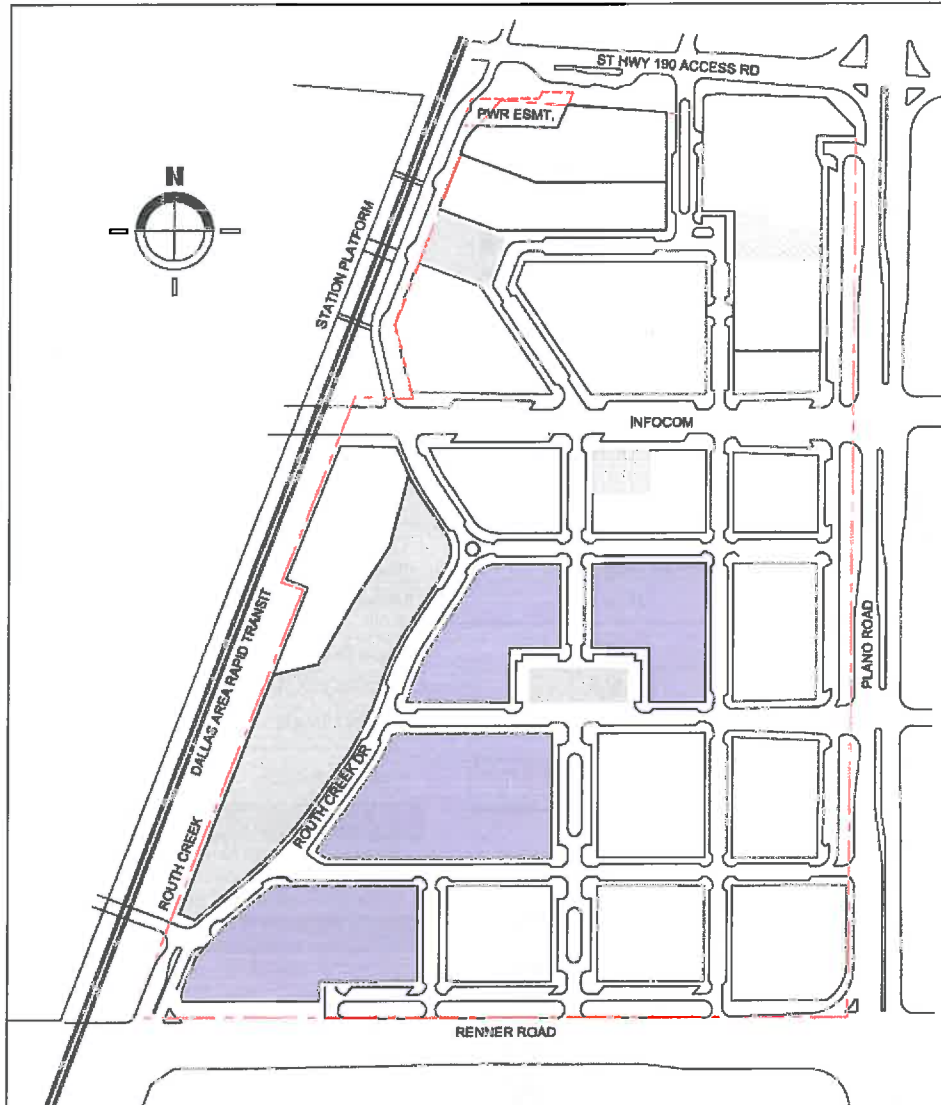 ST HWY 190 ACCESS RD
PWR ESMT.
N
STATION PLATFORM
INFOCOM
DALLAS AREA RAPID TRANSIT
PLANO ROAD
ROUTH CREEK DR
ROUTH CREEK
RENNER ROAD